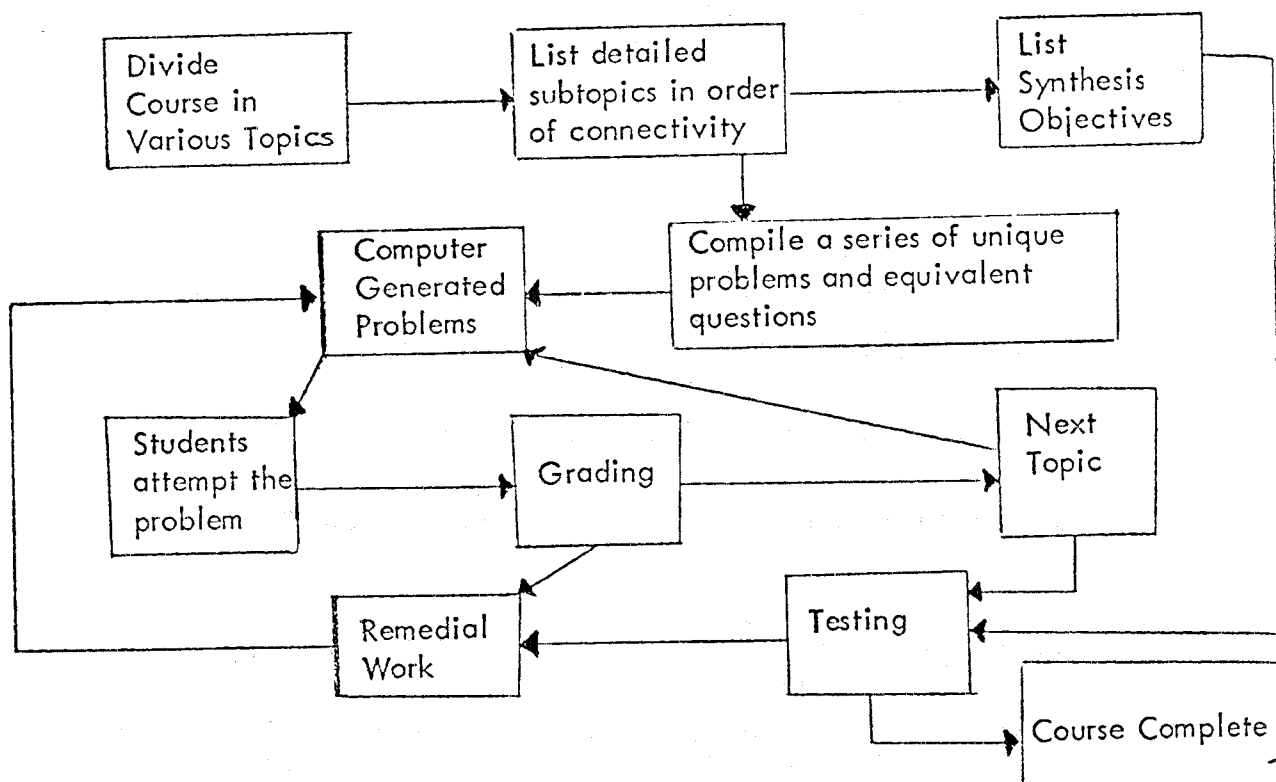 Divide
Course in
Various Topics
List detailed
subtopics in order
of connectivity
List
Synthesis
Objectives
Computer
Generated
Problems
Compile a series of unique
problems and equivalent
questions
Students
attempt the
problem
Grading
Next
Topic
Remedial
Work
Testing
Course Complete